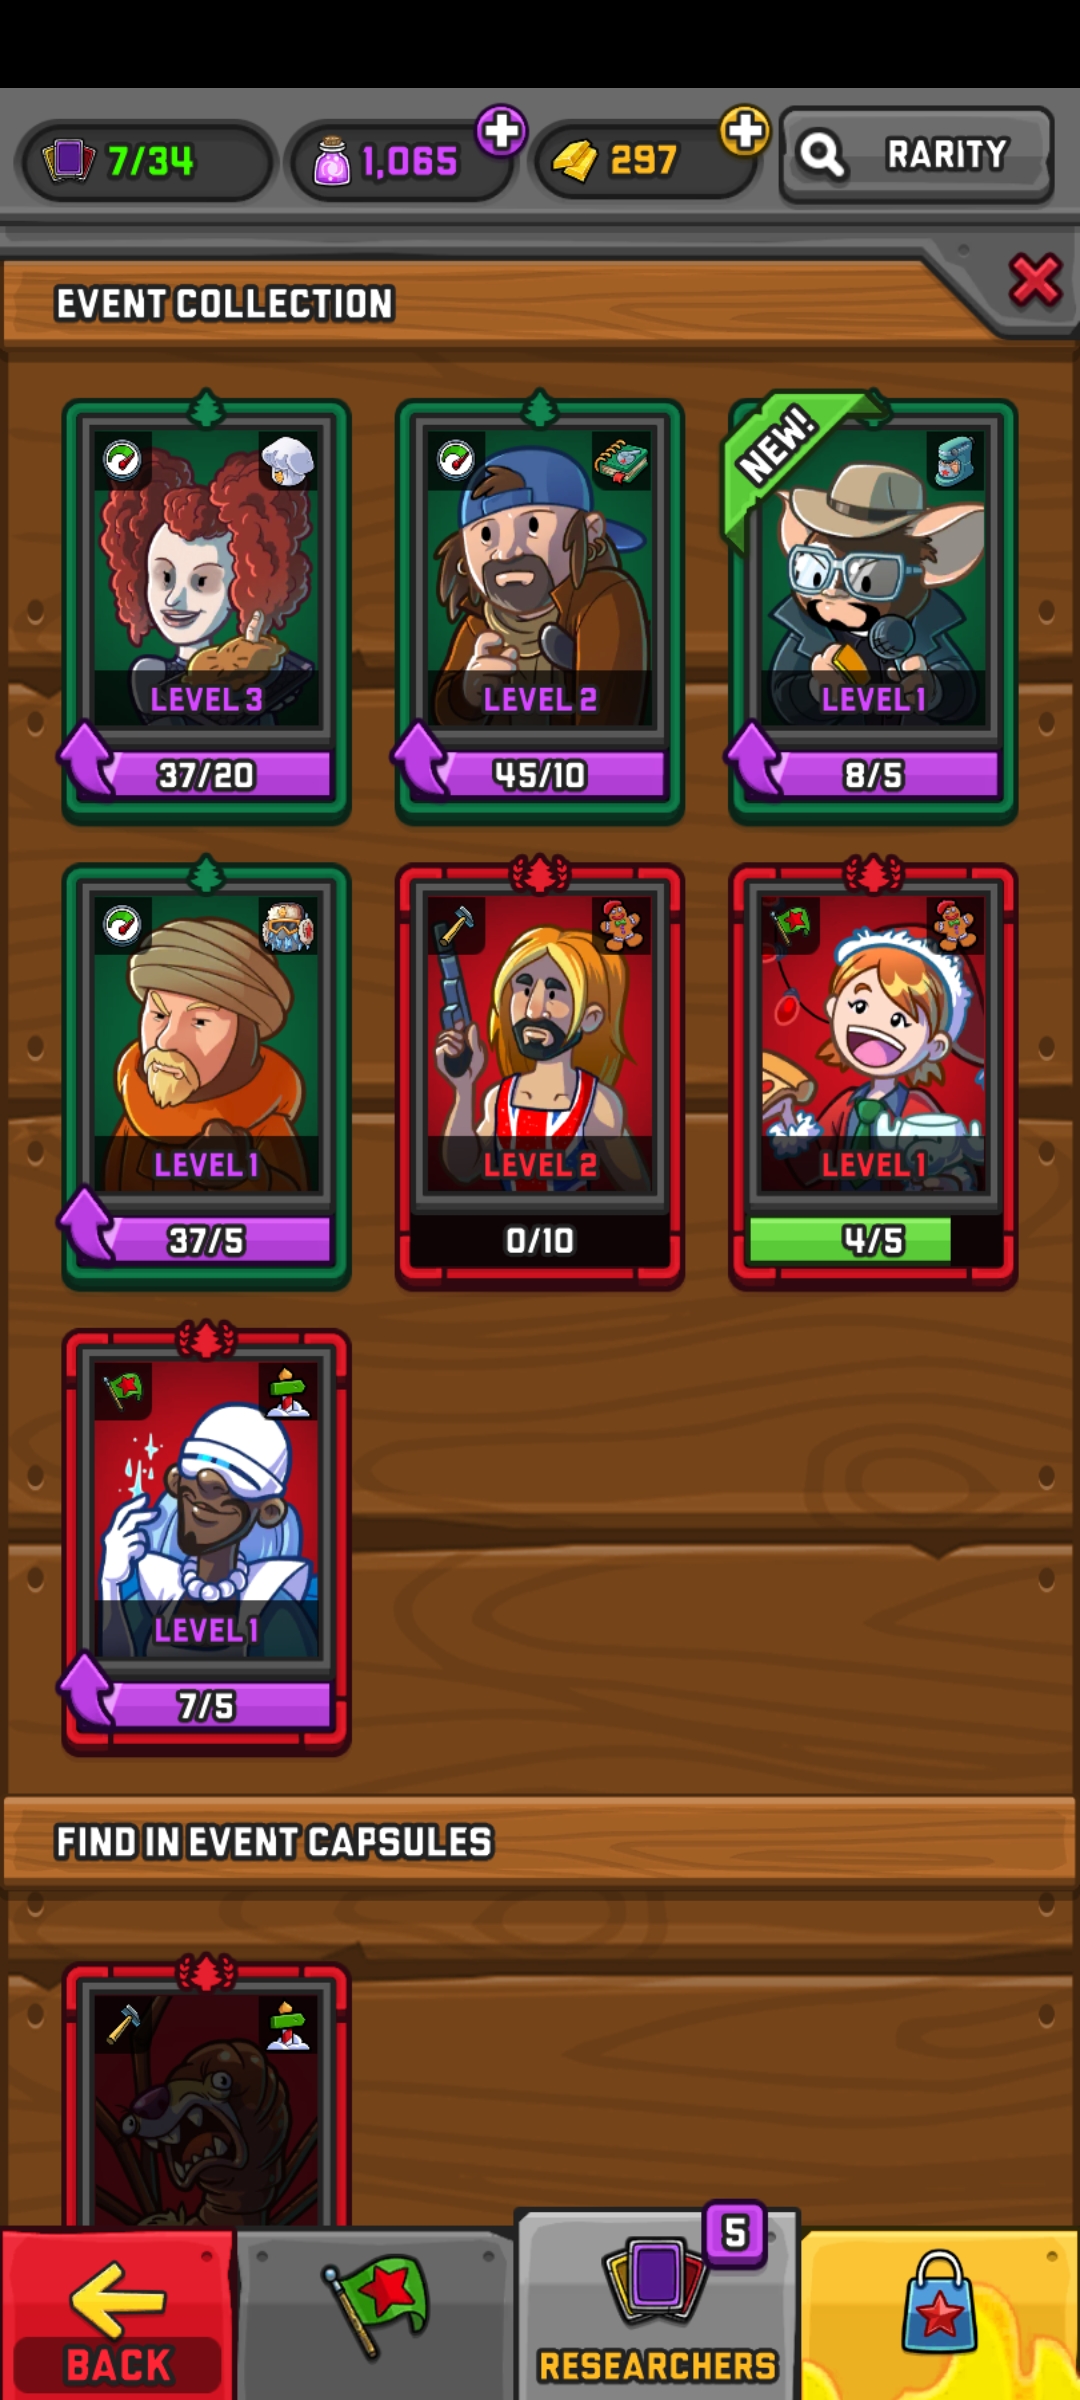 7/34
1,065
297
RARITY
EVENT COLLECTION
NEW!
LEVEL 3
LEVEL 2
LEVEL 1
37/20
45/10
8/5
LEVEL 1
LEVEL 2
LEVEL 1
37/5
0/10
4/5
LEVEL 1
7/5
FIND IN EVENT CAPSULES
5
BACK
RESEARCHERS